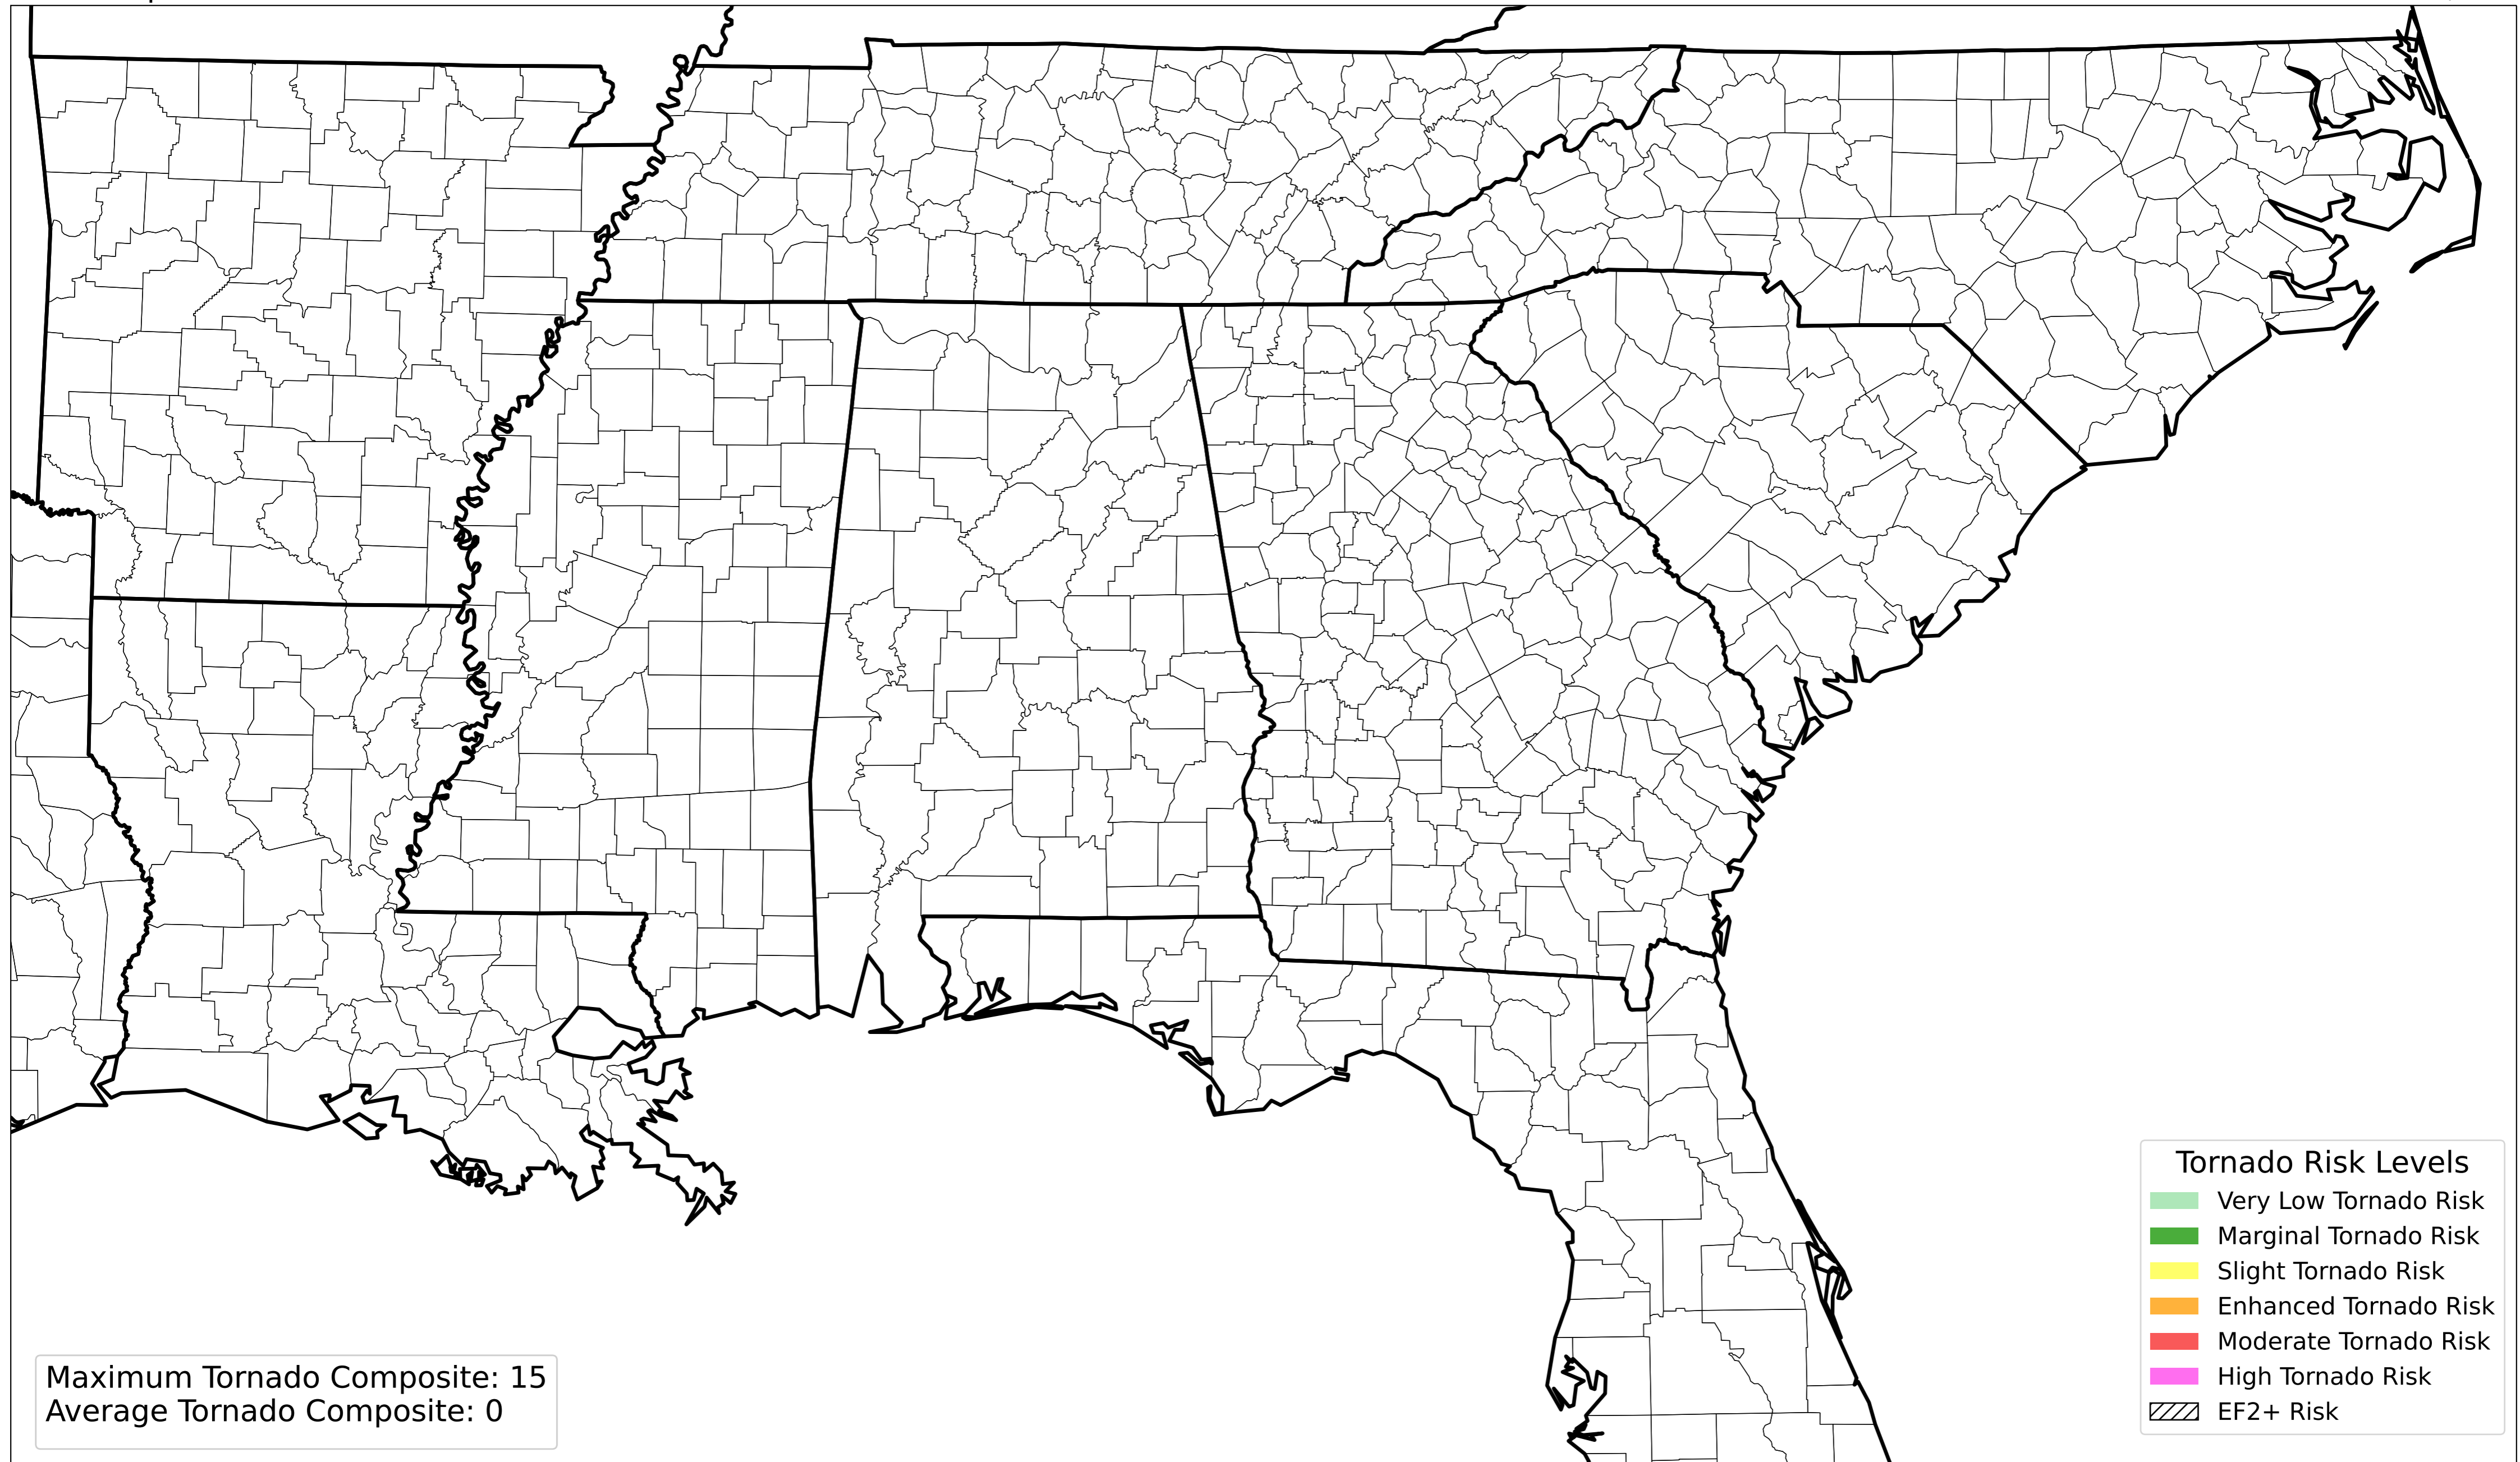 Tornado Risk Levels
Very Low Tornado Risk
Marginal Tornado Risk
Slight Tornado Risk
Enhanced Tornado Risk
Moderate Tornado Risk
High Tornado Risk
EF2+ Risk
Maximum Tornado Composite: 15
Average Tornado Composite: 0